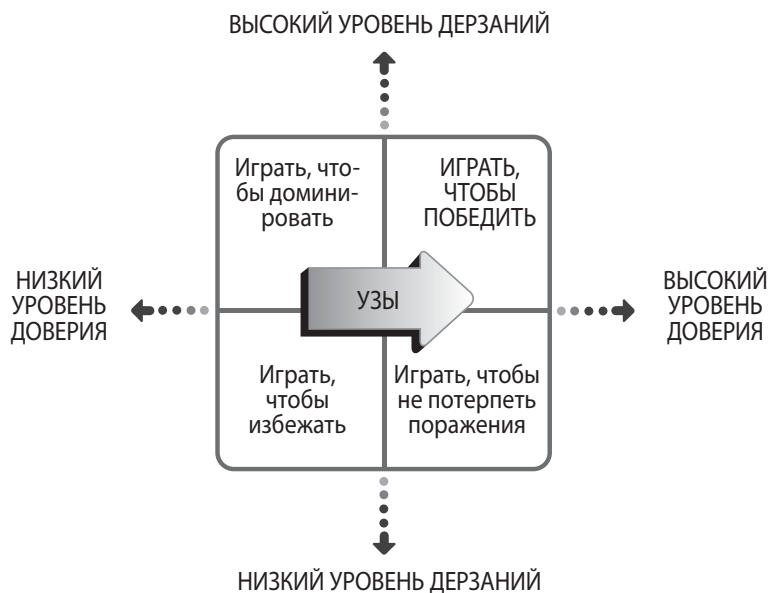 ВЫСОКИЙ УРОВЕНЬ ДЕРЗАНИЙ
Играть, что-
бы домини-
ровать
ИГРАТЬ,
ЧТОБЫ
ПОБЕДИТЬ
НИЗКИЙ
УРОВЕНЬ
ДОВЕРИЯ
УЗЫ
ВЫСОКИЙ
УРОВЕНЬ
ДОВЕРИЯ
Играть,
чтобы
избежать
Играть, чтобы
не потерпеть
поражения
НИЗКИЙ УРОВЕНЬ ДЕРЗАНИЙ